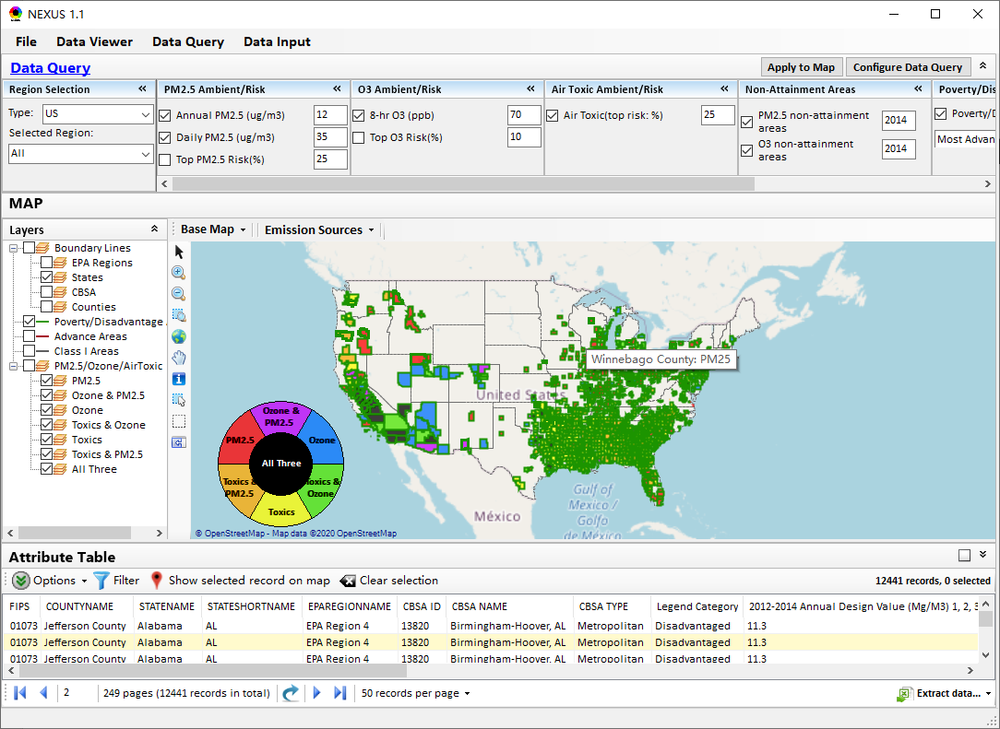 NEXUS 1.1
File Data Viewer Data Query Data Input
Data Query
Apply to Map Configure Data Query
Region Selection
Type: US
Selected Region:
All
PM2.5 Ambient/Risk
Annual PM2.5 (ug/m3) 12
Daily PM2.5 (ug/m3) 35
Top PM2.5 Risk(%) 25
O3 Ambient/Risk
8-hr O3 (ppb) 70
Top O3 Risk(%) 10
Air Toxic Ambient/Risk
Air Toxic(top risk: %) 25
Non-Attainment Areas
PM2.5 non-attainment
areas
2014
O3 non-attainment
areas
2014
Poverty/Dis
Poverty/D
Most Advan
MAP
Layers
Boundary Lines
EPA Regions
States
CBSA
Counties
Poverty/Disadvantage
Advance Areas
Class I Areas
PM2.5/Ozone/AirToxic
PM2.5
Ozone & PM2.5
Ozone
Toxics & Ozone
Toxics
Toxics & PM2.5
All Three
Base Map Emission Sources
Winnebago County: PM25
United States
México
Gulf of
Mexico /
Golfo
de México
Ozone &
PM2.5
PM2.5
Ozone
All Three
Toxics &
PM2.5
Toxics &
Ozone
Toxics
© OpenStreetMap - Map data ©2020 OpenStreetMap
Attribute Table
Options Filter Show selected record on map Clear selection
12441 records, 0 selected
FIPS COUNTYNAME STATENAME STATESHORTNAME EPAREGIONNAME CBSA ID CBSA NAME CBSA TYPE Legend Category 2012-2014 Annual Design Value (Mg/M3) 1, 2, 3
01073 Jefferson County Alabama AL EPA Region 4 13820 Birmingham-Hoover, AL Metropolitan Disadvantaged 11.3
01073 Jefferson County Alabama AL EPA Region 4 13820 Birmingham-Hoover, AL Metropolitan Disadvantaged 11.3
01073 Jefferson County Alabama AL EPA Region 4 13820 Birmingham-Hoover, AL Metropolitan Disadvantaged 11.3
2 249 pages (12441 records in total) 50 records per page Extract data...